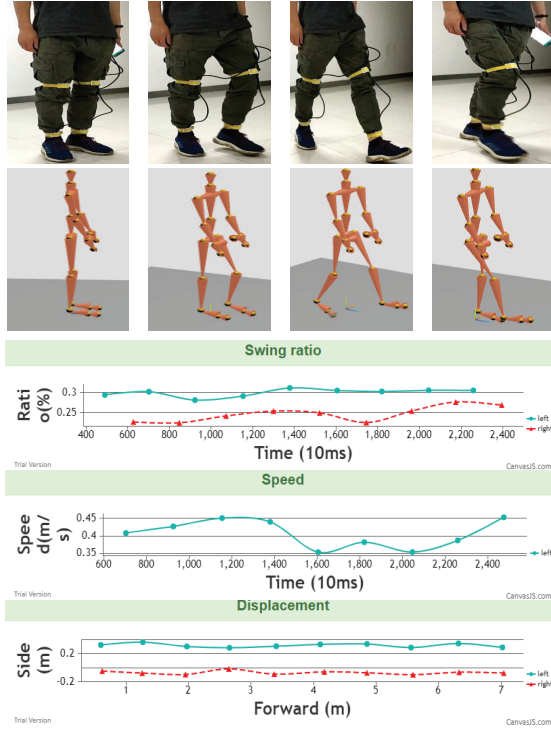 Swing ratio
Rati
o(%)
0.3
0.25
400 600 800 1,000 1,200 1,400 1,600 1,800 2,000 2,200 2,400
Time (10ms)
left
right
Trial Version
CanvasJS.com
Speed
Spee
d(m/
s)
0.45
0.4
0.35
600 800 1,000 1,200 1,400 1,600 1,800 2,000 2,200 2,400
Time (10ms)
left
Trial Version
CanvasJS.com
Displacement
Side
(m)
0.2
-0.2
1 2 3 4 5 6 7
Forward (m)
left
right
Trial Version
CanvasJS.com